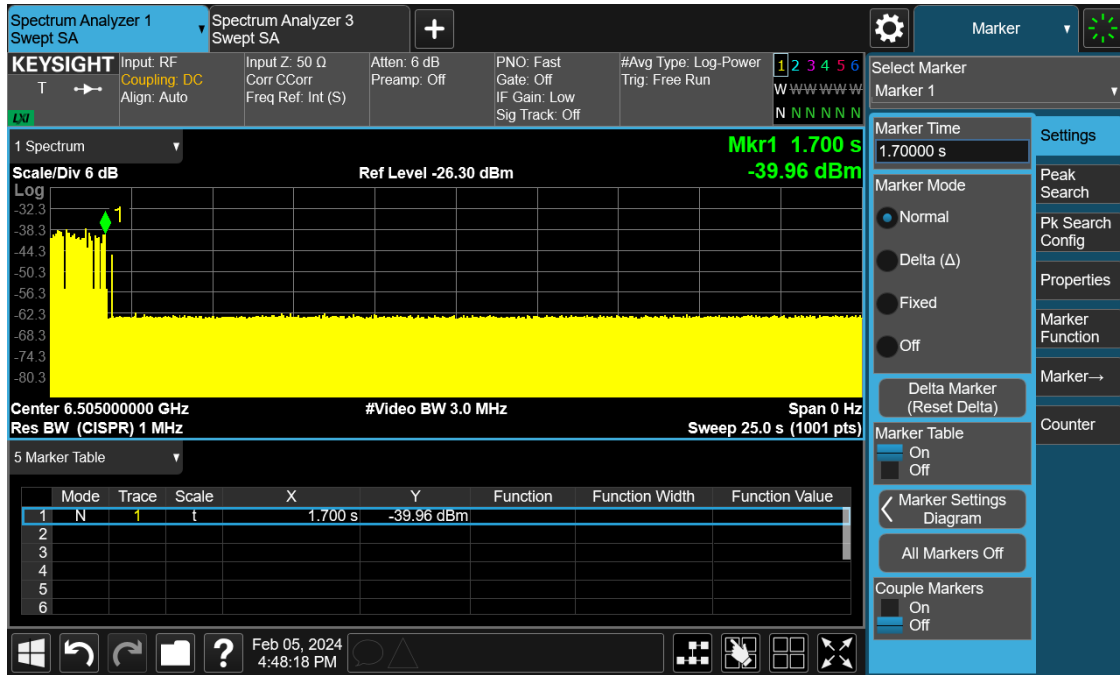 Spectrum Analyzer 1
Swept SA
Spectrum Analyzer 3
Swept SA
Marker
KEYSIGHT
T
LXI
Input: RF
Coupling: DC
Align: Auto
Input Z: 50 Ω
Corr CCorr
Freq Ref: Int (S)
Atten: 6 dB
Preamp: Off
PNO: Fast
Gate: Off
IF Gain: Low
Sig Track: Off
#Avg Type: Log-Power
Trig: Free Run
1 2 3 4 5 6
W W W W W W
N N N N N N
Select Marker
Marker 1
1 Spectrum
Scale/Div 6 dB
Ref Level -26.30 dBm
Mkr1 1.700 s
-39.96 dBm
Log
-32.3
-38.3
-44.3
-50.3
-56.3
-62.3
-68.3
-74.3
-80.3
1
Center 6.505000000 GHz
Res BW (CISPR) 1 MHz
#Video BW 3.0 MHz
Span 0 Hz
Sweep 25.0 s (1001 pts)
5 Marker Table
Mode Trace Scale X Y Function Function Width Function Value
1 N 1 t 1.700 s -39.96 dBm
2
3
4
5
6
Feb 05, 2024
4:48:18 PM
Marker Time
1.70000 s
Marker Mode
Normal
Delta (Δ)
Fixed
Off
Delta Marker
(Reset Delta)
Marker Table
On
Off
Marker Settings
Diagram
All Markers Off
Couple Markers
On
Off
Settings
Peak
Search
Pk Search
Config
Properties
Marker
Function
Marker→
Counter